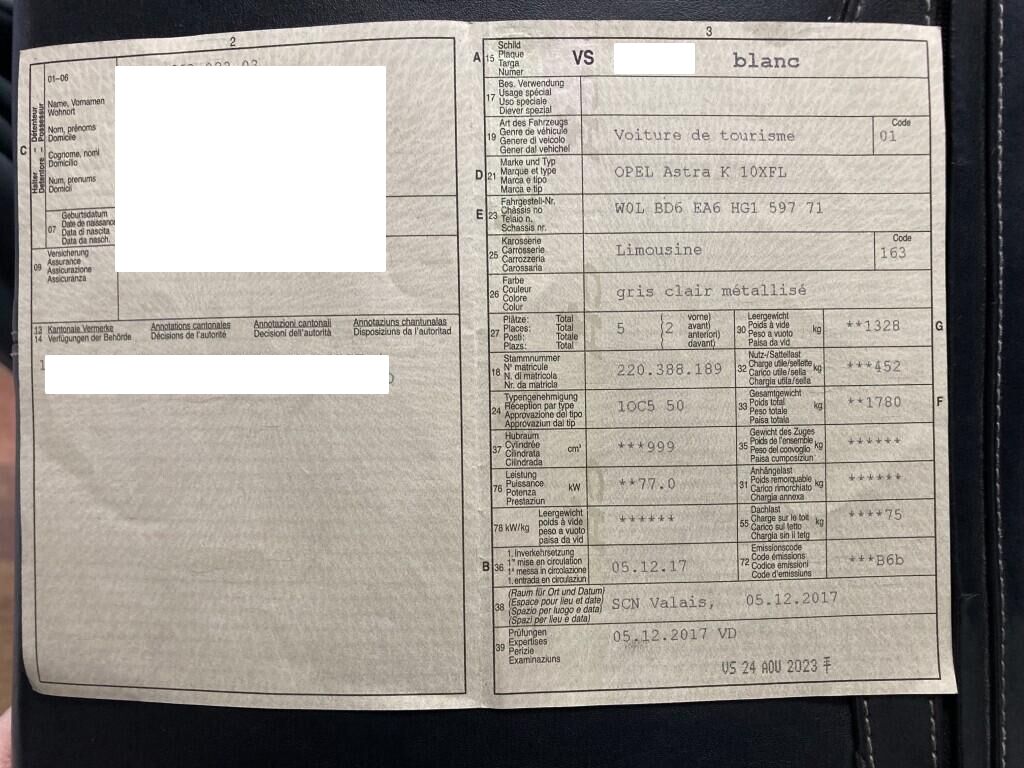 2
01–06
Name, Vornamen
Wohnort
Nom, prénoms
Domicile
Cognome, nomi
Domicilio
Num, prenums
Domicil
C
Halter – Détenteur
Detentore – Possessur
07
Geburtsdatum
Date de naissance
Data di nascita
Data da nasch.
09
Versicherung
Assurance
Assicurazione
Assicuranza
13 Kantonale Vermerke
14 Verfügungen der Behörde
Annotations cantonales
Décisions de l'autorité
Annotazioni cantonali
Decisioni dell'autorità
Annotaziuns chantunalas
Disposiziuns da l'autoritad
3
A 15
Schild
Plaque
Targa
Numer
VS blanc
17
Bes. Verwendung
Usage spécial
Uso speciale
Diever spezial
19
Art des Fahrzeugs
Genre de véhicule
Genere di veicolo
Gener dal vehichel
Voiture de tourisme
Code
01
D 21
Marke und Typ
Marque et type
Marca e tipo
Marca e tip
OPEL Astra K 10XFL
E 23
Fahrgestell-Nr.
Châssis no
Telaio n.
Schassis nr.
W0L BD6 EA6 HG1 597 71
25
Karosserie
Carrosserie
Carrozzeria
Carossaria
Limousine
Code
163
26
Farbe
Couleur
Colore
Colur
gris clair métallisé
27
Plätze: Total
Places: Total
Posti: Totale
Plazs: Total
5 (2
vorne)
avant)
anteriori)
davant)
30
Leergewicht
Poids à vide
Peso a vuoto
Paisa da vid
kg
**1328
G
18
Stammnummer
N° matricule
N. di matricola
Nr. da matricla
220.388.189
32
Nutz-/Sattellast
Charge utile/sellette
Carico utile/sella
Chargia utila/sella
kg
***452
24
Typengenehmigung
Réception par type
Approvazione del tipo
Approvaziun dal tip
1OC5 50
33
Gesamtgewicht
Poids total
Peso totale
Paisa totala
kg
**1780
F
37
Hubraum
Cylindrée
Cilindrata
Cilindrada
cm³
***999
35
Gewicht des Zuges
Poids de l'ensemble
Peso del convoglio
Paisa cumposiziun
kg
******
76
Leistung
Puissance
Potenza
Prestaziun
kW
**77.0
31
Anhängelast
Poids remorquable
Carico rimorchiato
Chargia annexa
kg
******
78 kW/kg
Leergewicht
poids à vide
peso a vuoto
paisa da vid
******
55
Dachlast
Charge sur le toit
Carico sul tetto
Chargia sin il tetg
kg
****75
B 36
1. Inverkehrsetzung
1re mise en circulation
1a messa in circolazione
1. entrada en circulaziun
05.12.17
72
Emissionscode
Code émissions
Codice emissioni
Code d'emissiuns
***B6b
38
(Raum für Ort und Datum)
(Espace pour lieu et date)
(Spazio per luogo e data)
(Spazi per lieu e data)
SCN Valais, 05.12.2017
39
Prüfungen
Expertises
Perizie
Examinaziuns
05.12.2017 VD
VS 24 AOU 2023